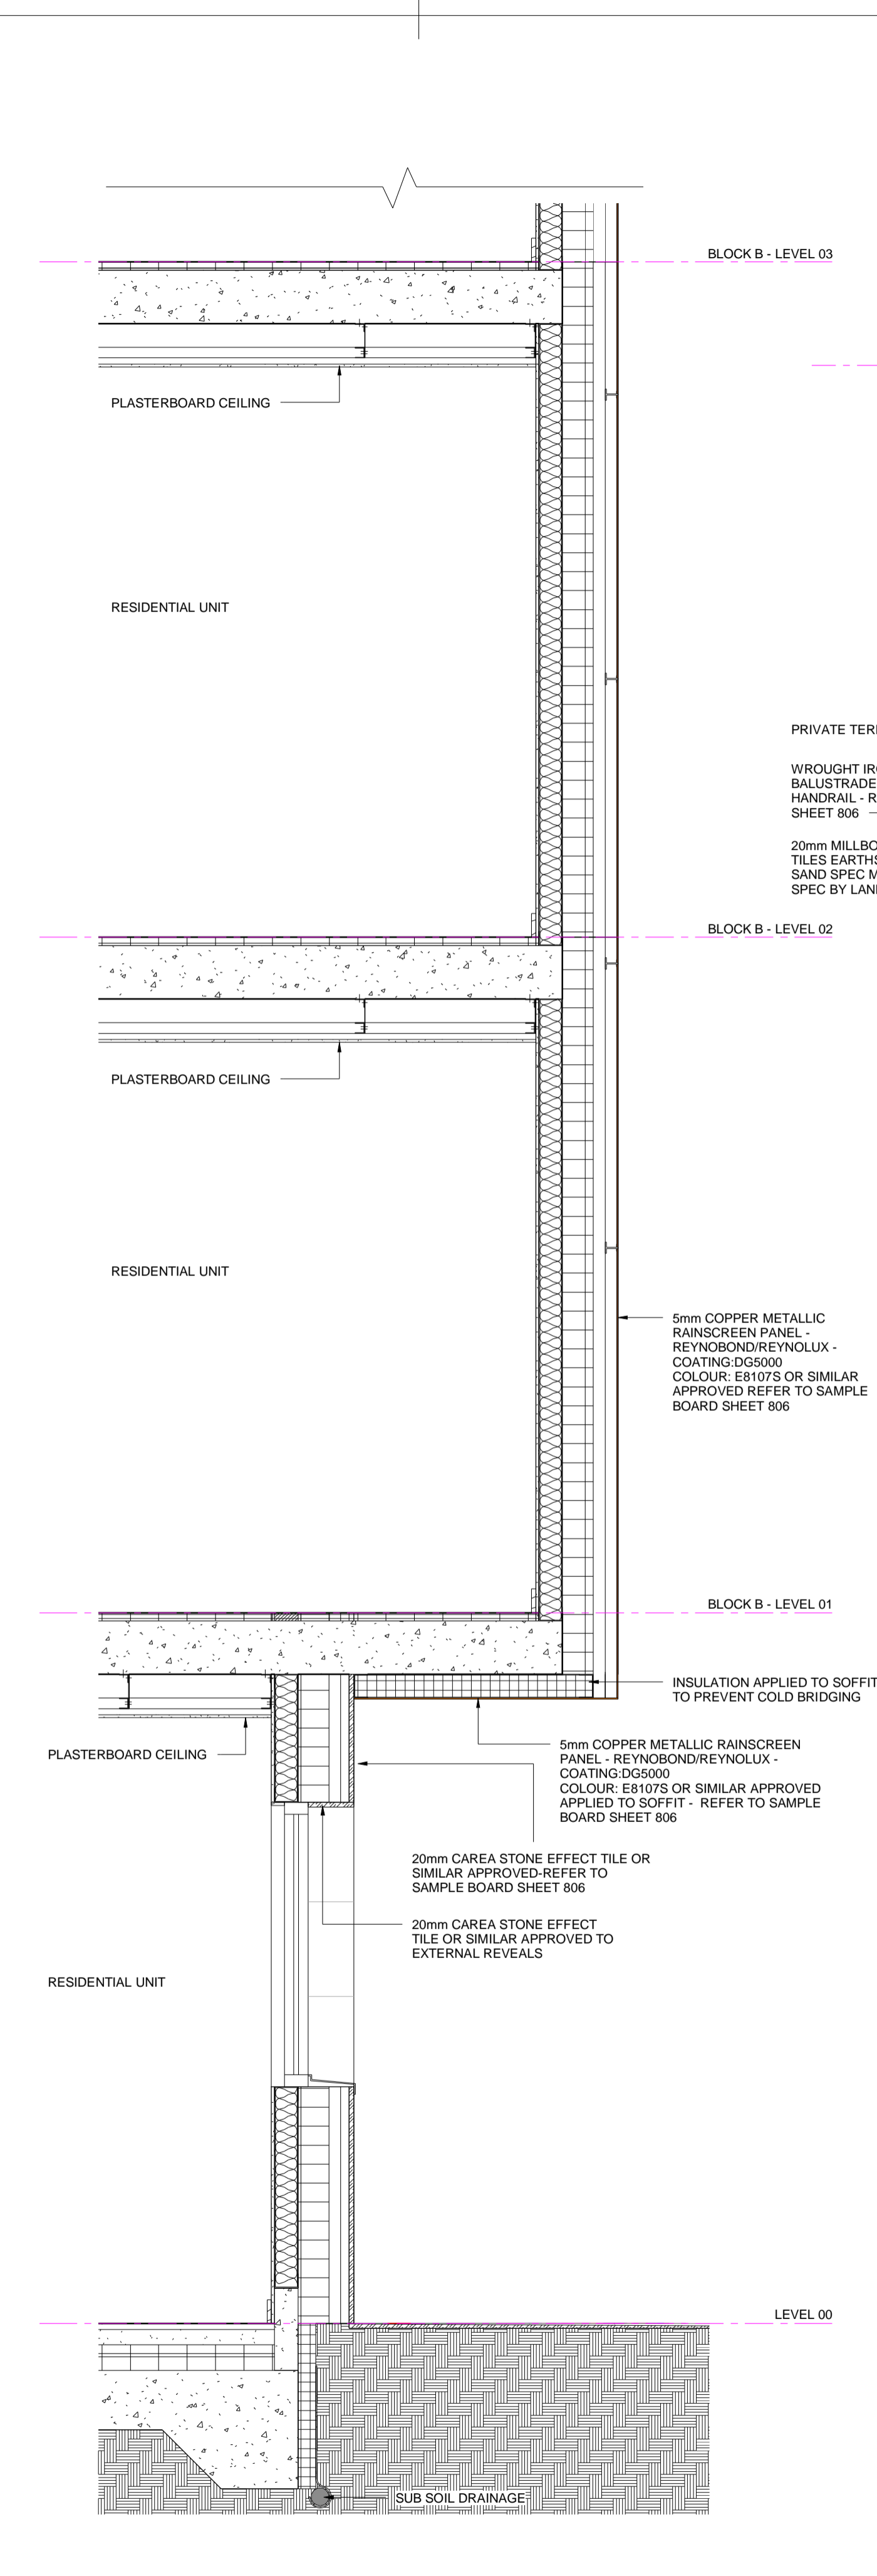 BLOCK B - LEVEL 03
PLASTERBOARD CEILING
RESIDENTIAL UNIT
PRIVATE
WROUGHT
BALUSTRADE
HANDRAIL -
SHEET 806
20mm
TILES
SAND SPEC
SPEC BY
BLOCK B - LEVEL 02
PLASTERBOARD CEILING
RESIDENTIAL UNIT
5mm COPPER METALLIC
RAINSCREEN PANEL -
REYNOBOND/REYNOLUX -
COATING:DG5000
COLOUR: E8107S OR SIMILAR
APPROVED REFER TO SAMPLE
BOARD SHEET 806
BLOCK B - LEVEL 01
INSULATION APPLIED TO SOFFIT
TO PREVENT COLD BRIDGING
PLASTERBOARD CEILING
5mm COPPER METALLIC RAINSCREEN
PANEL - REYNOBOND/REYNOLUX -
COATING:DG5000
COLOUR: E8107S OR SIMILAR APPROVED
APPLIED TO SOFFIT - REFER TO SAMPLE
BOARD SHEET 806
20mm CAREA STONE EFFECT TILE OR
SIMILAR APPROVED-REFER TO
SAMPLE BOARD SHEET 806
20mm CAREA STONE EFFECT
TILE OR SIMILAR APPROVED TO
EXTERNAL REVEALS
RESIDENTIAL UNIT
LEVEL 00
SUB SOIL DRAINAGE